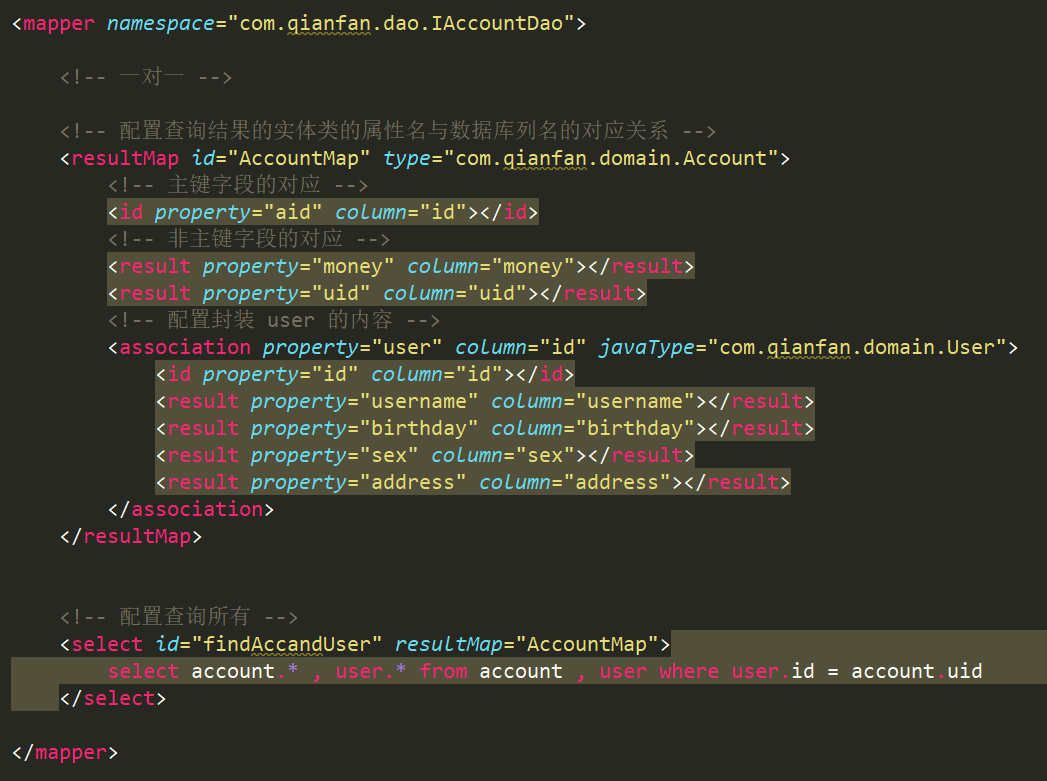 <mapper namespace="com.qianfan.dao.IAccountDao">
<!-- 一对一 -->
<!-- 配置查询结果的实体类的属性名与数据库列名的对应关系 -->
<resultMap id="AccountMap" type="com.qianfan.domain.Account">
<!-- 主键字段的对应 -->
<id property="aid" column="id"></id>
<!-- 非主键字段的对应 -->
<result property="money" column="money"></result>
<result property="uid" column="uid"></result>
<!-- 配置封装 user 的内容 -->
<association property="user" column="id" javaType="com.qianfan.domain.User">
<id property="id" column="id"></id>
<result property="username" column="username"></result>
<result property="birthday" column="birthday"></result>
<result property="sex" column="sex"></result>
<result property="address" column="address"></result>
</association>
</resultMap>
<!-- 配置查询所有 -->
<select id="findAccandUser" resultMap="AccountMap">
select account.* , user.* from account , user where user.id = account.uid
</select>
</mapper>